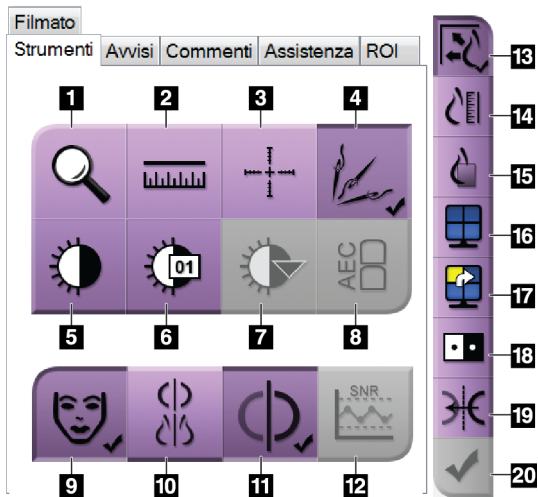 Filmato
Strumenti Avvisi Commenti Assistenza ROI
1 2 3 4
01
AEC
5 6 7 8
SNR
9 10 11 12
13
14
15
16
17
18
19
20